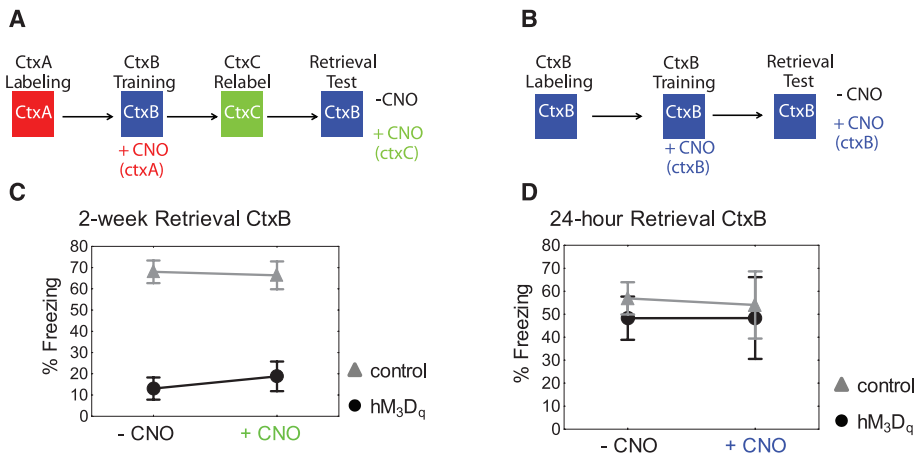 A
CtxA Labeling
CtxB Training
CtxC Relabel
Retrieval Test
CtxA
CtxB
CtxC
CtxB
-CNO
+ CNO (ctxC)
+ CNO (ctxA)
B
CtxB Labeling
CtxB Training
Retrieval Test
CtxB
CtxB
CtxB
- CNO
+ CNO (ctxB)
+ CNO (ctxB)
C
2-week Retrieval CtxB
% Freezing
80
70
60
50
40
30
20
10
0
- CNO
+ CNO
control
hM₃Dq
D
24-hour Retrieval CtxB
% Freezing
80
70
60
50
40
30
20
10
0
- CNO
+ CNO
control
hM₃Dq